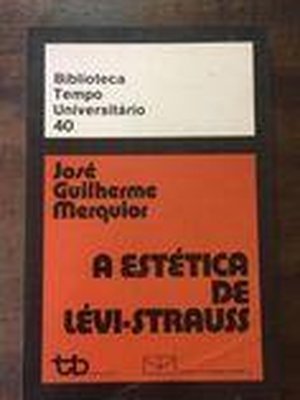 Biblioteca
Tempo
Universitário
40
José
Guilherme
Merquior
A ESTÉTICA
DE
LÉVI-STRAUSS
tb